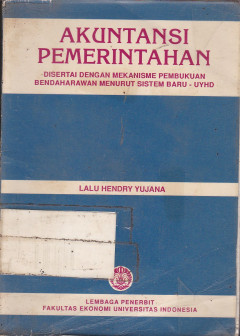 AKUNTANSI
PEMERINTAHAN
DISERTAI DENGAN MEKANISME PEMBUKUAN
BENDAHARAWAN MENURUT SISTEM BARU - UYHD
LALU HENDRY YUJANA
LEMBAGA PENERBIT
FAKULTAS EKONOMI UNIVERSITAS INDONESIA